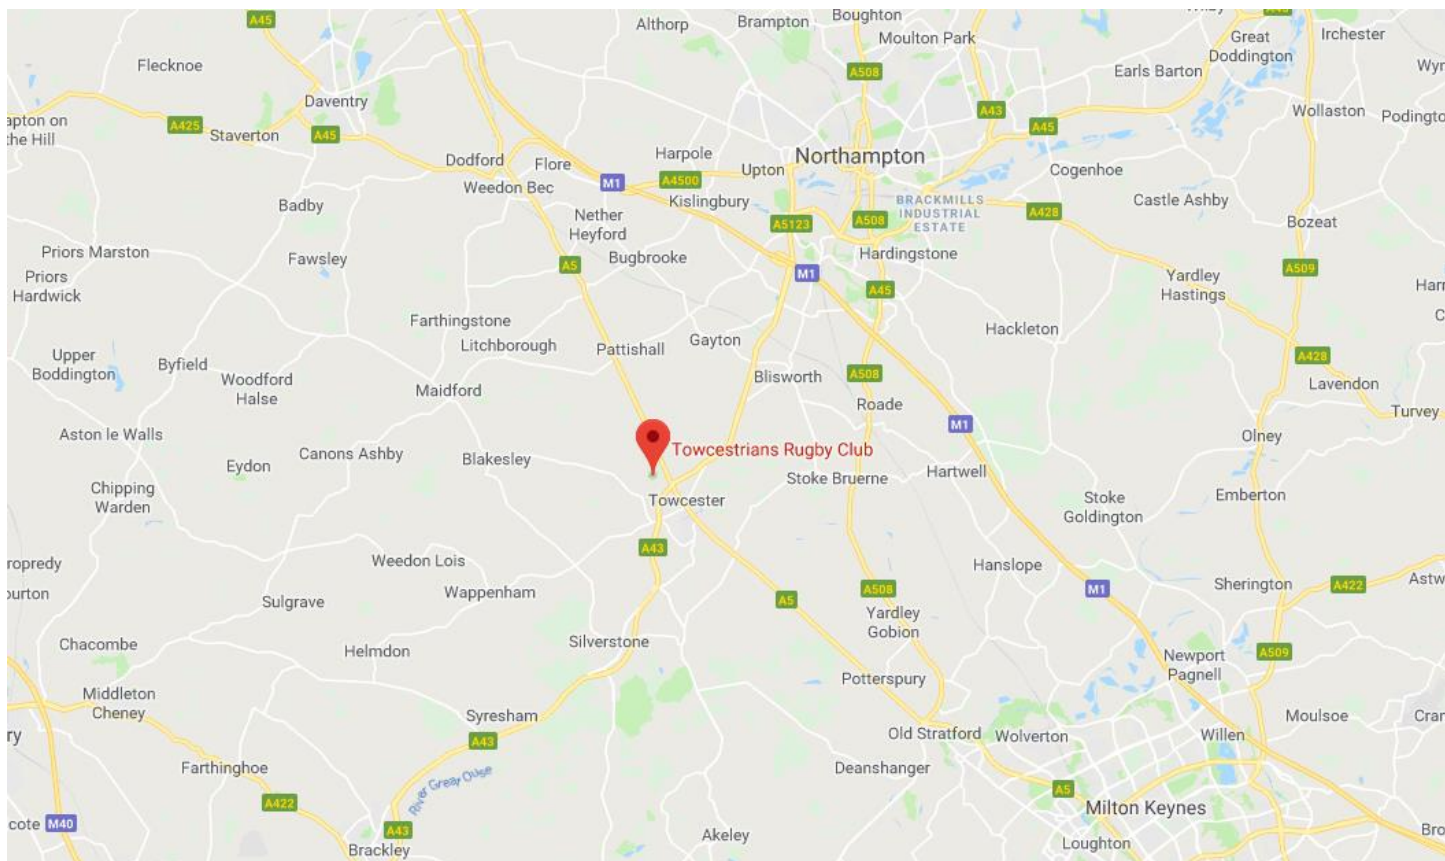 A45
Althorp
Brampton
Boughton
Moulton Park
Great
Doddington
Irchester
Flecknoe
A508
Earls Barton
Daventry
A43
Wollaston
A425
Staverton
A45
A45
the Hill
Northampton
Dodford
Flore
Harpole
Upton
Cogenhoe
Weedon Bec
M1
A4500
Kislingbury
BRACKMILLS
INDUSTRIAL
ESTATE
Castle Ashby
Badby
Nether
Heyford
A5123
A508
A428
Bozeat
Priors Marston
Fawsley
A5
Bugbrooke
Hardingstone
Priors
Hardwick
M1
A509
Yardley
Hastings
A45
Farthingstone
Hackleton
Litchborough
Pattishall
Gayton
Upper
Boddington
Byfield
A428
Woodford
Halse
Maidford
Blisworth
A508
Lavendon
Roade
Turvey
Aston le Walls
M1
Olney
Canons Ashby
Blakesley
Towcestrians Rugby Club
Eydon
Stoke Bruerne
Hartwell
Chipping
Warden
Towcester
Stoke
Goldington
Emberton
A43
Weedon Lois
Hanslope
Sherington
A422
Sulgrave
Wappenham
A5
A508
M1
Yardley
Gobion
Chacombe
Helmdon
Silverstone
Newport
Pagnell
A509
Middleton
Cheney
Potterspury
Syresham
Moulsoe
A43
Old Stratford
Wolverton
Willen
Farthinghoe
River Great Ouse
Deanshanger
A422
A5
Milton Keynes
M40
A43
Akeley
Brackley
Loughton